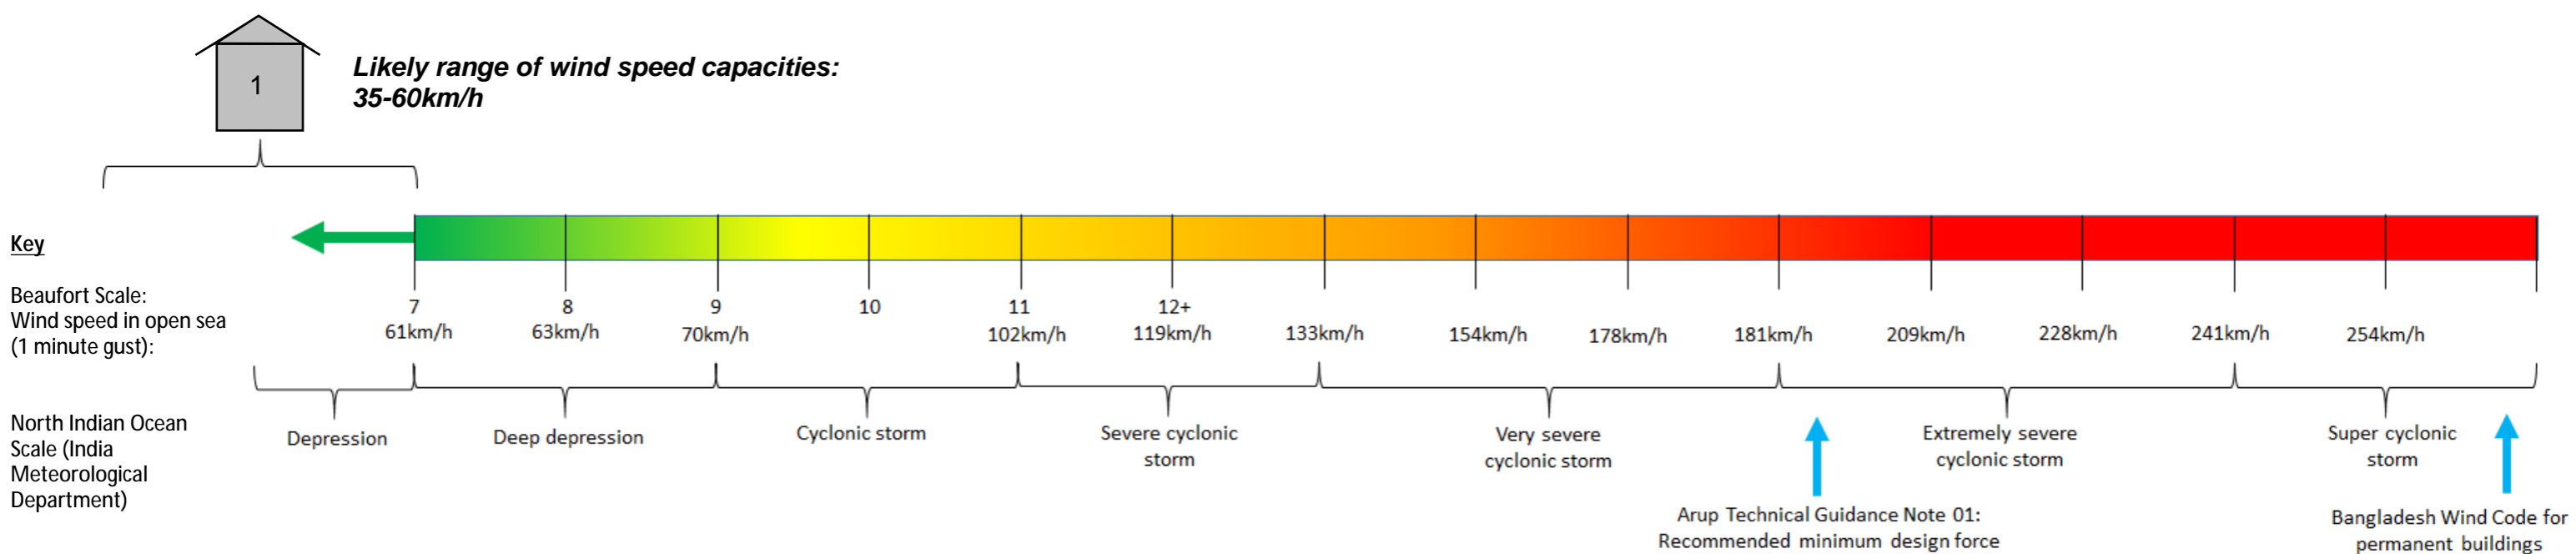 1
Likely range of wind speed capacities:
35-60km/h
Key
Beaufort Scale:
Wind speed in open sea
(1 minute gust):
7 8 9 10 11 12+
61km/h 63km/h 70km/h 102km/h 119km/h 133km/h 154km/h 178km/h 181km/h 209km/h 228km/h 241km/h 254km/h
North Indian Ocean
Scale (India
Meteorological
Department)
Depression
Deep depression
Cyclonic storm
Severe cyclonic
storm
Very severe
cyclonic storm
Extremely severe
cyclonic storm
Super cyclonic
storm
Arup Technical Guidance Note 01:
Recommended minimum design force
Bangladesh Wind Code for
permanent buildings